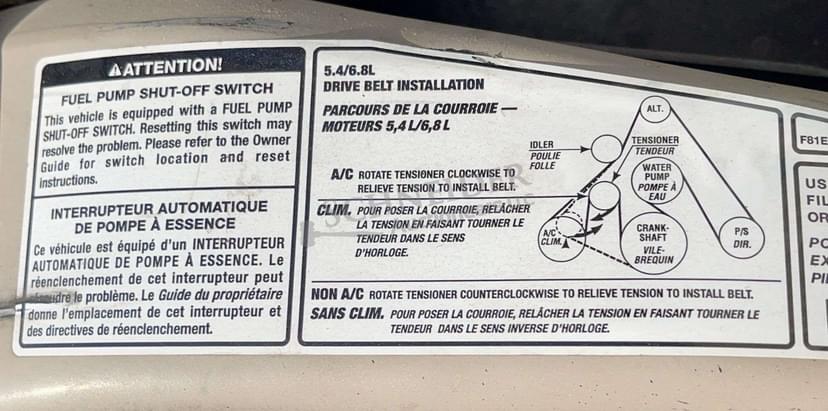 ATTENTION!
FUEL PUMP SHUT-OFF SWITCH
This vehicle is equipped with a FUEL PUMP
SHUT-OFF SWITCH. Resetting this switch may
resolve the problem. Please refer to the Owner
Guide for switch location and reset
instructions.
INTERRUPTEUR AUTOMATIQUE
DE POMPE À ESSENCE
Ce véhicule est équipé d'un INTERRUPTEUR
AUTOMATIQUE DE POMPE À ESSENCE. Le
réenclenchement de cet interrupteur peut
résoudre le problème. Le Guide du propriétaire
donne l'emplacement de cet interrupteur et
des directives de réenclenchement.
5.4/6.8L
DRIVE BELT INSTALLATION
PARCOURS DE LA COURROIE —
MOTEURS 5,4 L/6,8 L
A/C ROTATE TENSIONER CLOCKWISE TO
RELIEVE TENSION TO INSTALL BELT.
CLIM. POUR POSER LA COURROIE, RELÂCHER
LA TENSION EN FAISANT TOURNER LE
TENDEUR DANS LE SENS
D'HORLOGE.
ALT.
IDLER
POULIE
FOLLE
TENSIONER
TENDEUR
WATER
PUMP
POMPE À
EAU
A/C
CLIM.
CRANK-
SHAFT
VILE-
BREQUIN
P/S
DIR.
NON A/C ROTATE TENSIONER COUNTERCLOCKWISE TO RELIEVE TENSION TO INSTALL BELT.
SANS CLIM. POUR POSER LA COURROIE, RELÂCHER LA TENSION EN FAISANT TOURNER LE
TENDEUR DANS LE SENS INVERSE D'HORLOGE.
F81E
US
FIL
OR
PO
EX
PI
SCHNEIDER